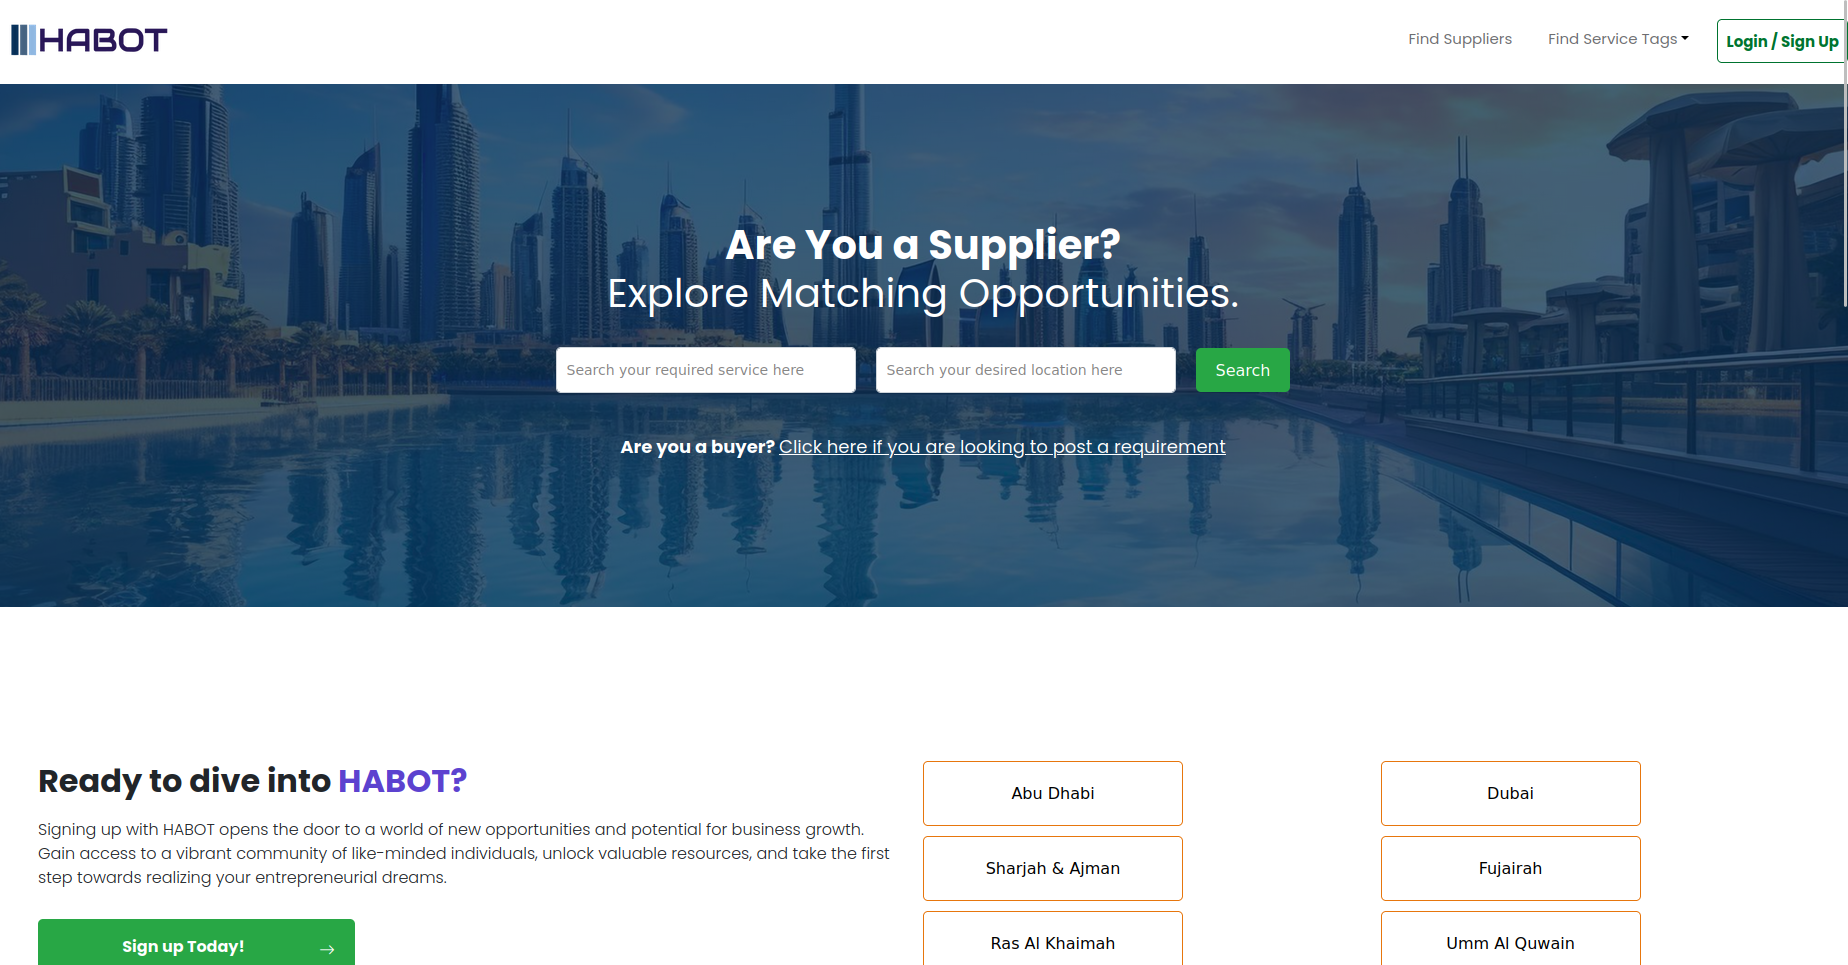 HABOT
Find Suppliers
Find Service Tags
Login / Sign Up
Are You a Supplier?
Explore Matching Opportunities.
Search your required service here
Search your desired location here
Search
Are you a buyer? Click here if you are looking to post a requirement
Ready to dive into HABOT?
Signing up with HABOT opens the door to a world of new opportunities and potential for business growth.
Gain access to a vibrant community of like-minded individuals, unlock valuable resources, and take the first
step towards realizing your entrepreneurial dreams.
Sign up Today!
Abu Dhabi
Dubai
Sharjah & Ajman
Fujairah
Ras Al Khaimah
Umm Al Quwain